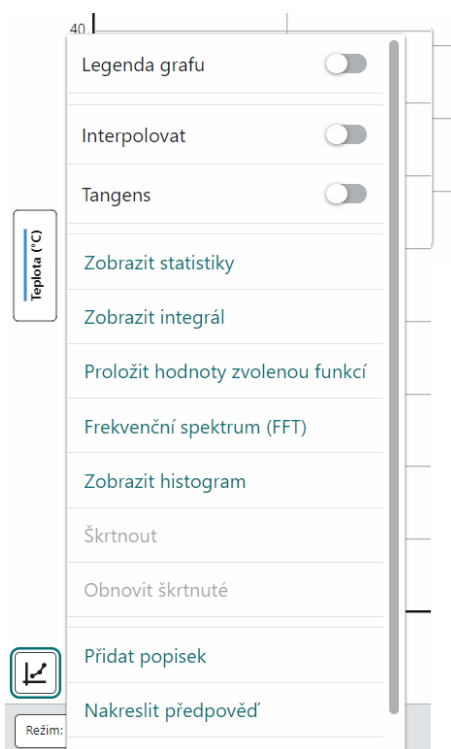 40
Legenda grafu
Interpolovat
Tangens
Teplota (°C)
Zobrazit statistiky
Zobrazit integrál
Proložit hodnoty zvolenou funkcí
Frekvenční spektrum (FFT)
Zobrazit histogram
Škrtnout
Obnovit škrtnuté
Přidat popisek
Nakreslit předpověď
Režim: